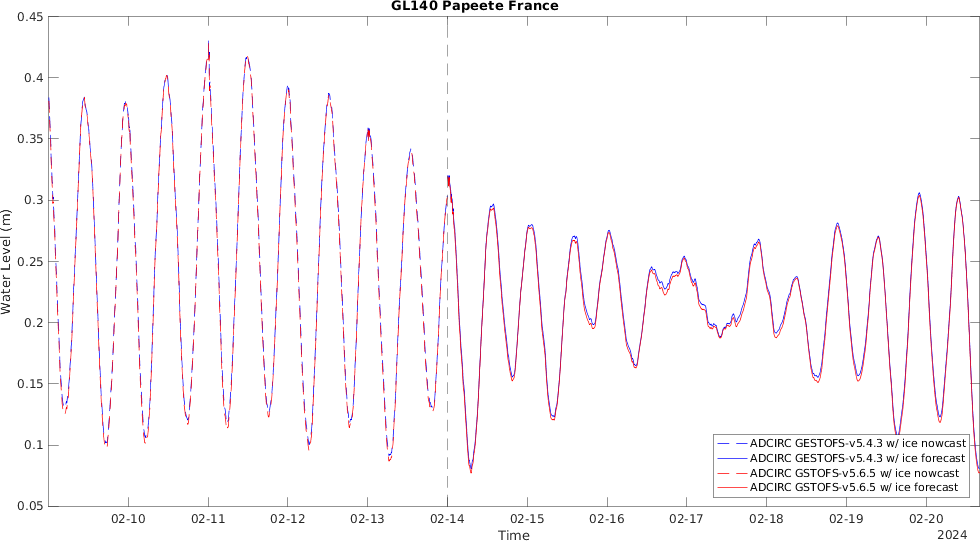 GL140 Papeete France
0.45
0.4
0.35
0.3
0.25
0.2
0.15
0.1
0.05
Water Level (m)
ADCIRC GESTOFS-v5.4.3 w/ ice nowcast
ADCIRC GESTOFS-v5.4.3 w/ ice forecast
ADCIRC GSTOFS-v5.6.5 w/ ice nowcast
ADCIRC GSTOFS-v5.6.5 w/ ice forecast
02-10 02-11 02-12 02-13 02-14 02-15 02-16 02-17 02-18 02-19 02-20
Time
2024